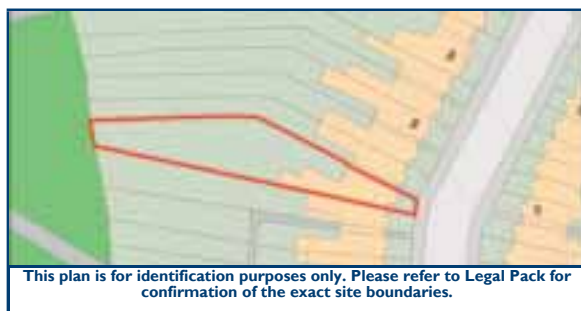 This plan is for identification purposes only. Please refer to Legal Pack for
confirmation of the exact site boundaries.